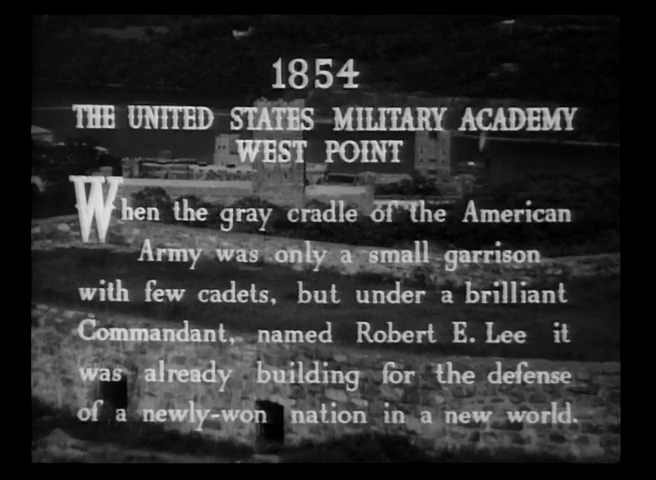 1854
THE UNITED STATES MILITARY ACADEMY
WEST POINT
When the gray cradle of the American
Army was only a small garrison
with few cadets, but under a brilliant
Commandant, named Robert E. Lee it
was already building for the defense
of a newly-won nation in a new world.